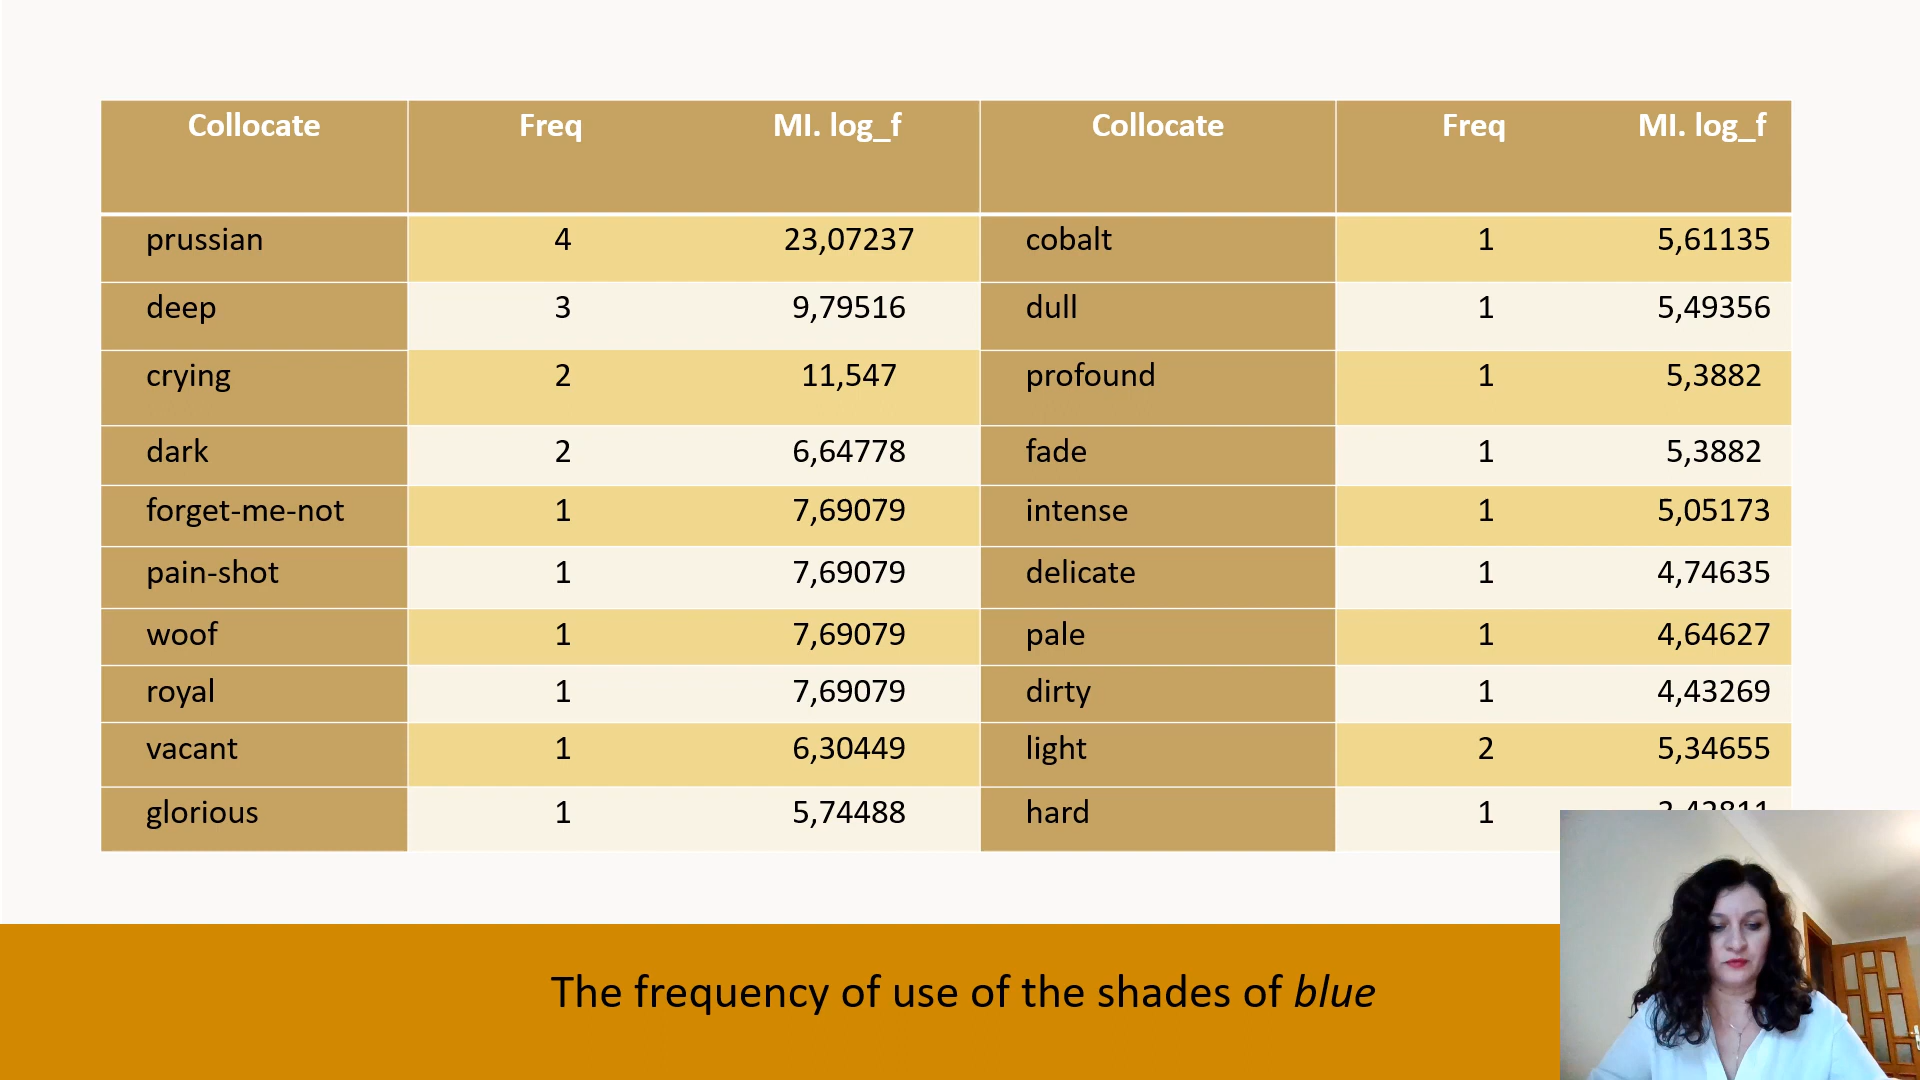 Collocate Freq MI. log_f Collocate Freq MI. log_f
prussian 4 23,07237 cobalt 1 5,61135
deep 3 9,79516 dull 1 5,49356
crying 2 11,547 profound 1 5,3882
dark 2 6,64778 fade 1 5,3882
forget-me-not 1 7,69079 intense 1 5,05173
pain-shot 1 7,69079 delicate 1 4,74635
woof 1 7,69079 pale 1 4,64627
royal 1 7,69079 dirty 1 4,43269
vacant 1 6,30449 light 2 5,34655
glorious 1 5,74488 hard 1
The frequency of use of the shades of blue